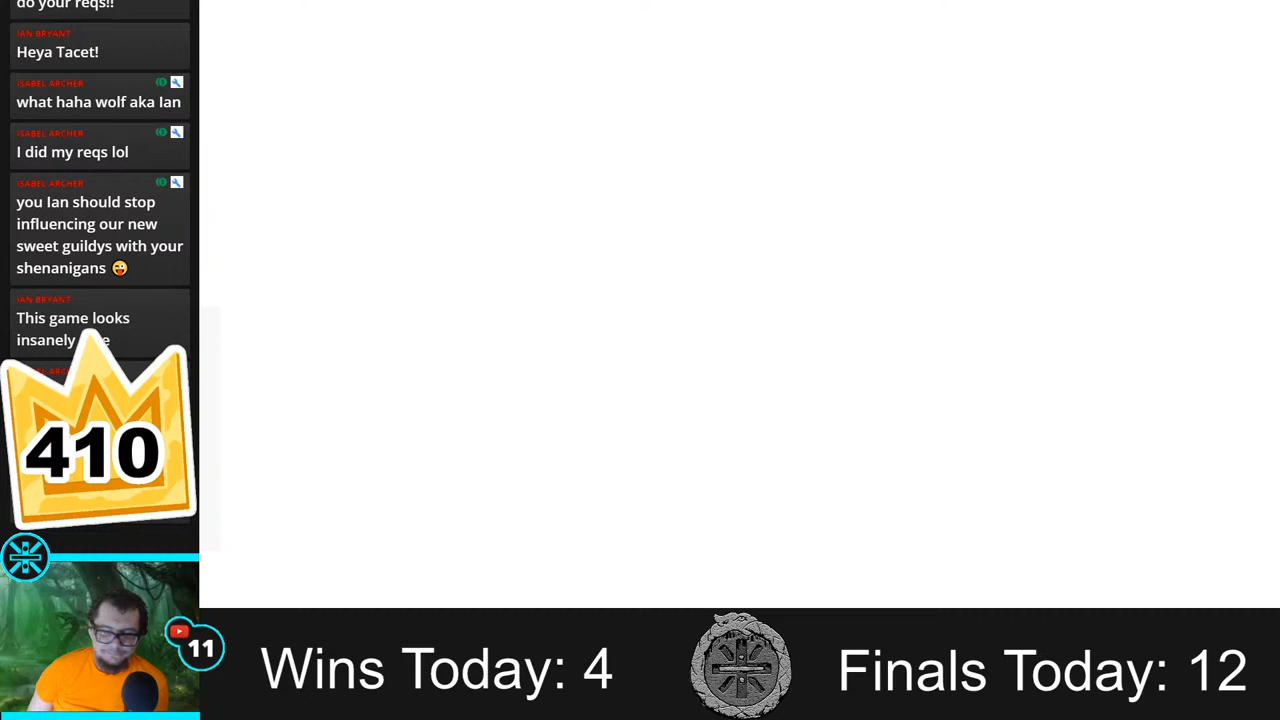 do your reqs!!
IAN BRYANT
Heya Tacet!
ISABEL ARCHER
what haha wolf aka Ian
ISABEL ARCHER
I did my reqs lol
ISABEL ARCHER
you Ian should stop
influencing our new
sweet guildys with your
shenanigans 😜
IAN BRYANT
This game looks
insanely
410
11
Wins Today: 4
Finals Today: 12